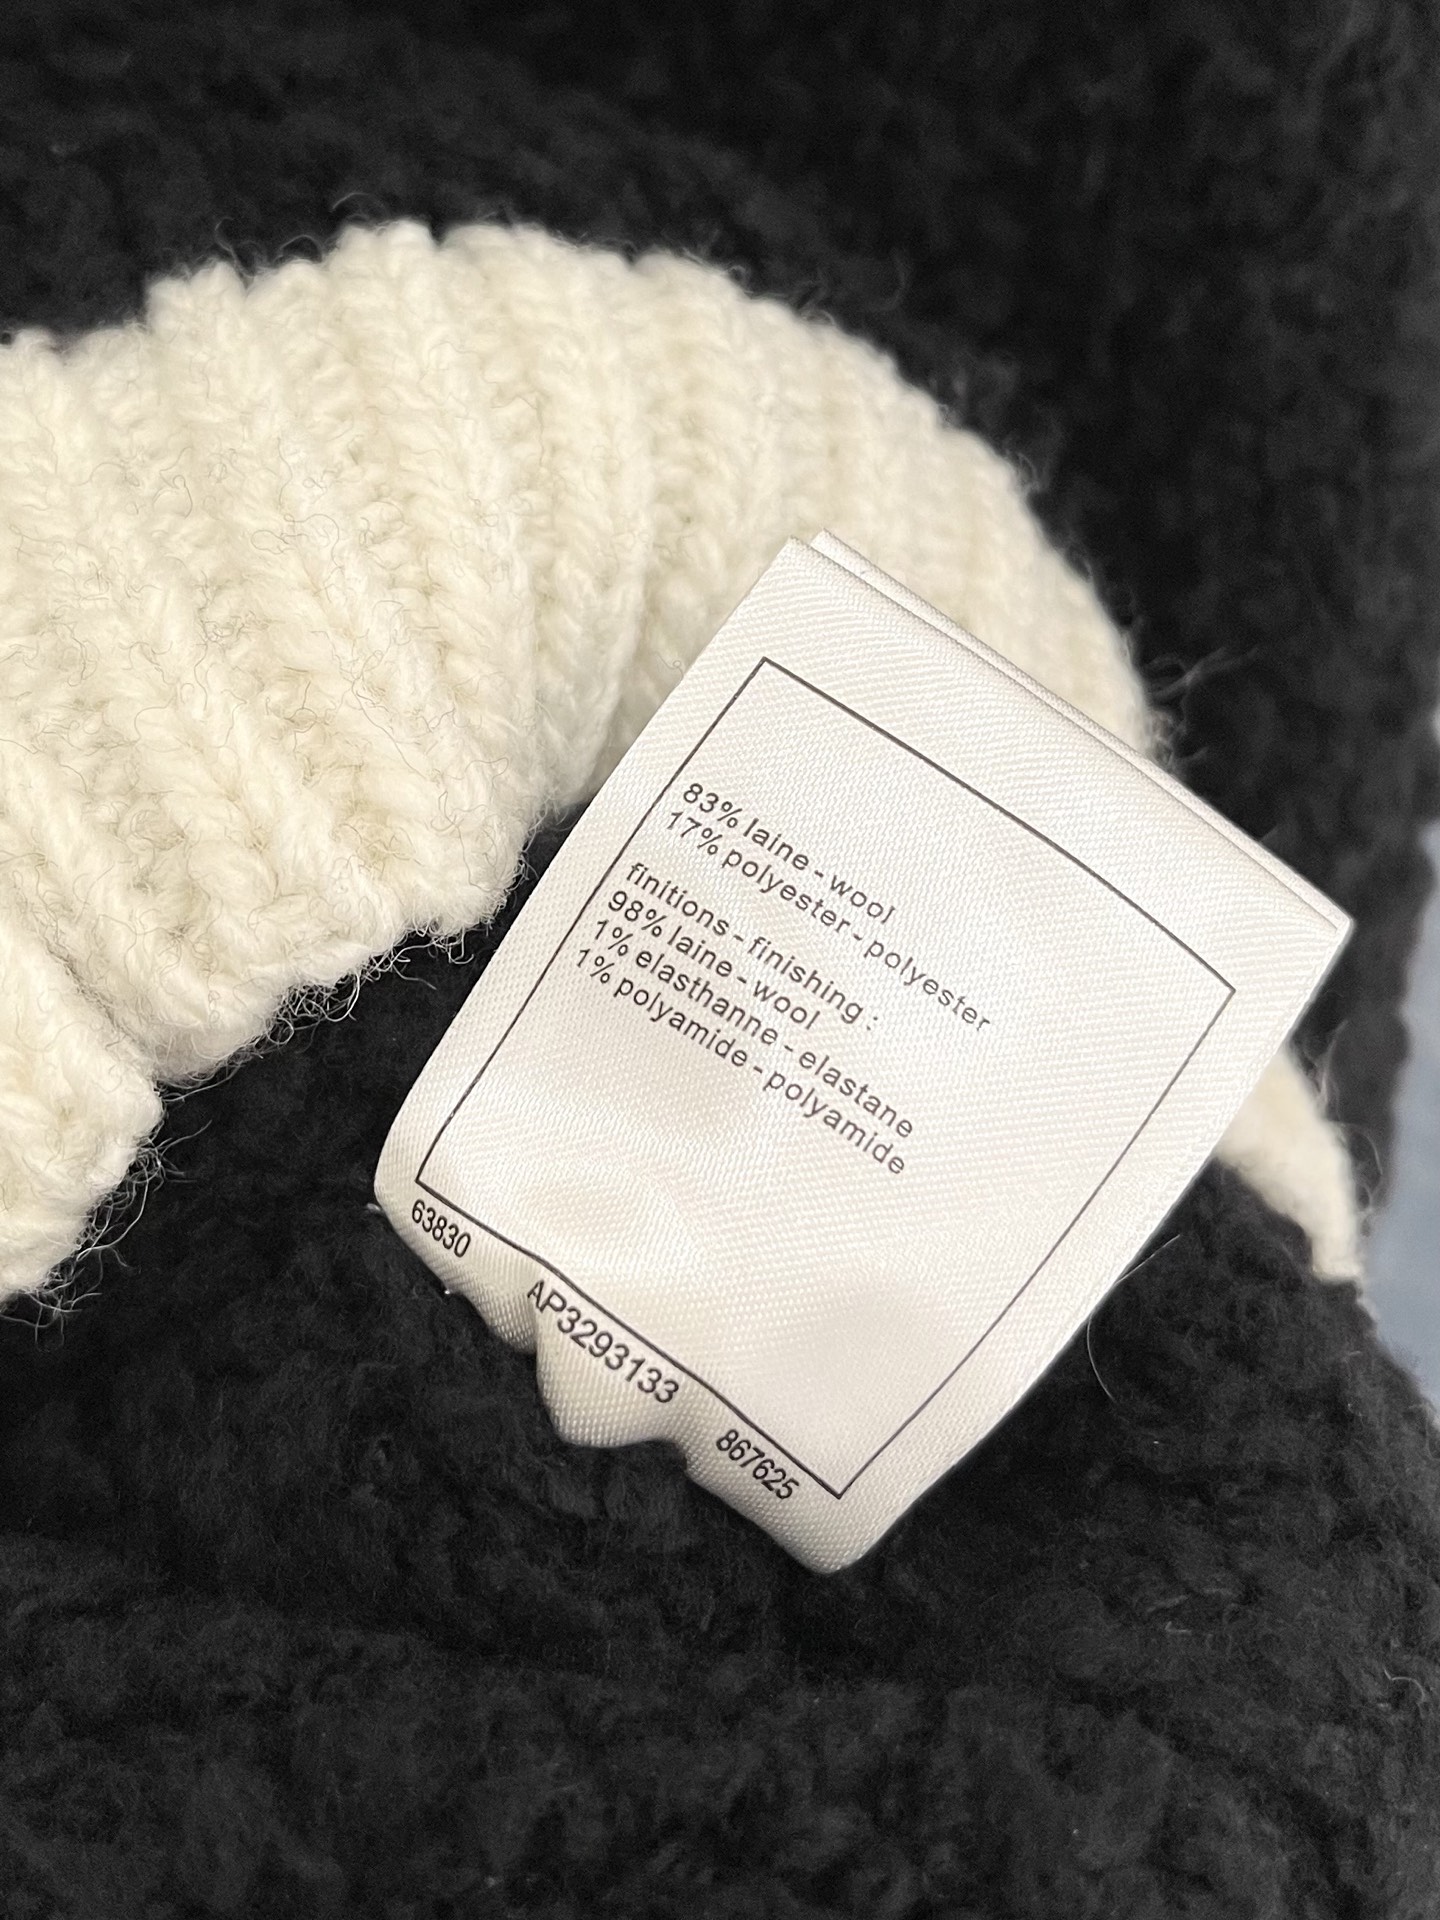 83% laine - wool
17% polyester - polyester
finitions - finishing :
98% laine - wool
1% elasthanne - elastane
1% polyamide - polyamide
63830
AP3293133
867625